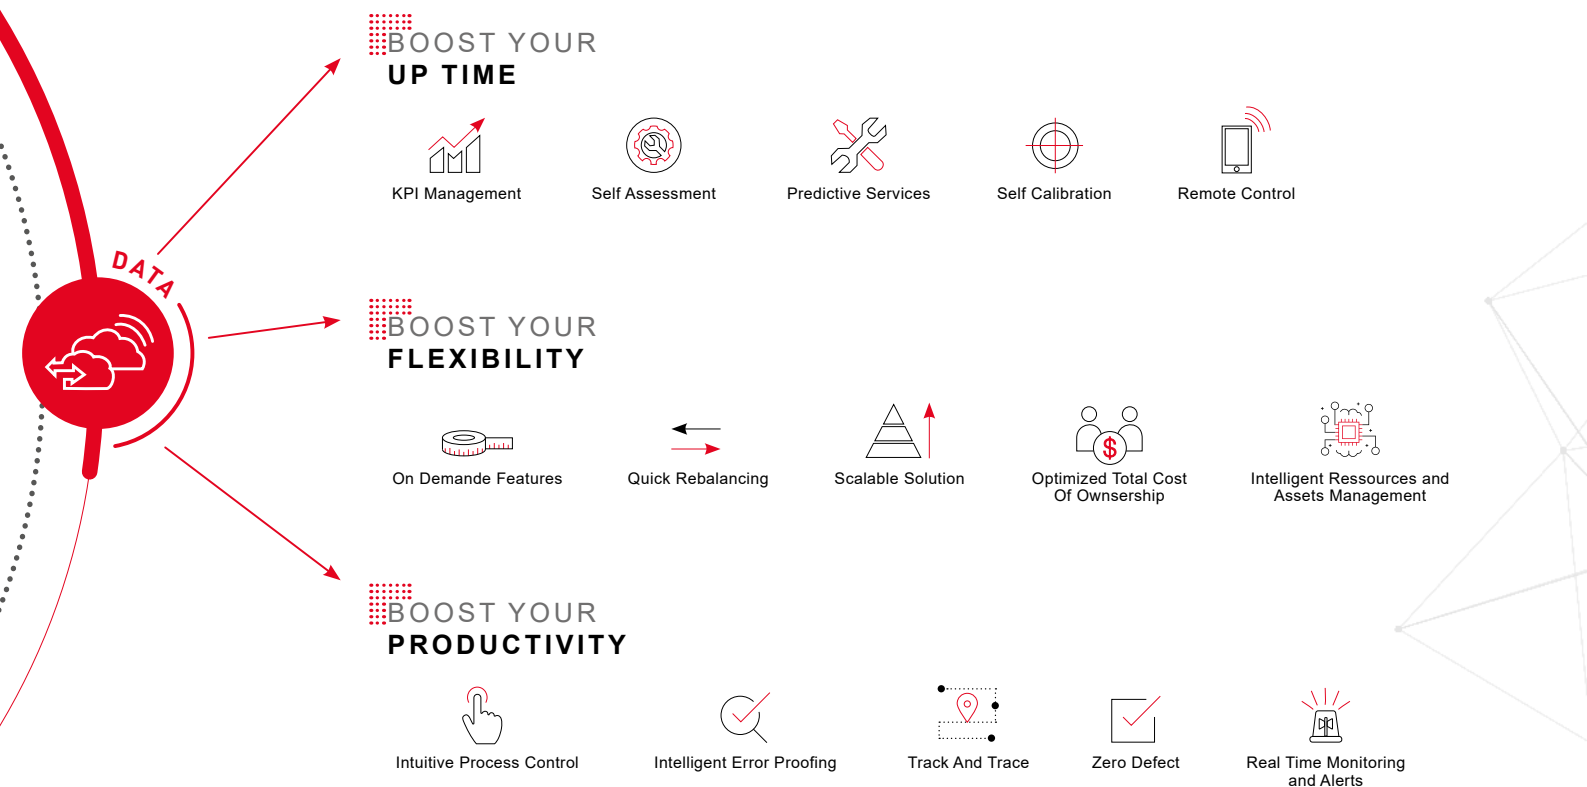 DATA
BOOST YOUR
UP TIME
KPI Management
Self Assessment
Predictive Services
Self Calibration
Remote Control
BOOST YOUR
FLEXIBILITY
On Demande Features
Quick Rebalancing
Scalable Solution
Optimized Total Cost
Of Ownsership
Intelligent Ressources and
Assets Management
BOOST YOUR
PRODUCTIVITY
Intuitive Process Control
Intelligent Error Proofing
Track And Trace
Zero Defect
Real Time Monitoring
and Alerts